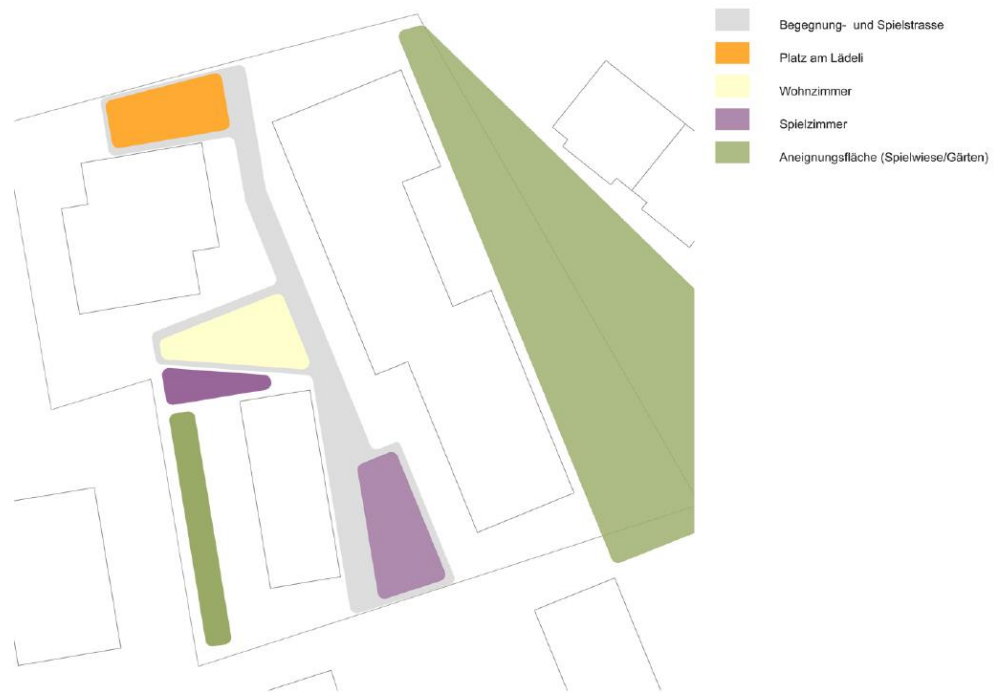 Begegnung- und Spielstrasse
Platz am Lädeli
Wohnzimmer
Spielzimmer
Aneignungsfläche (Spielwiese/Gärten)